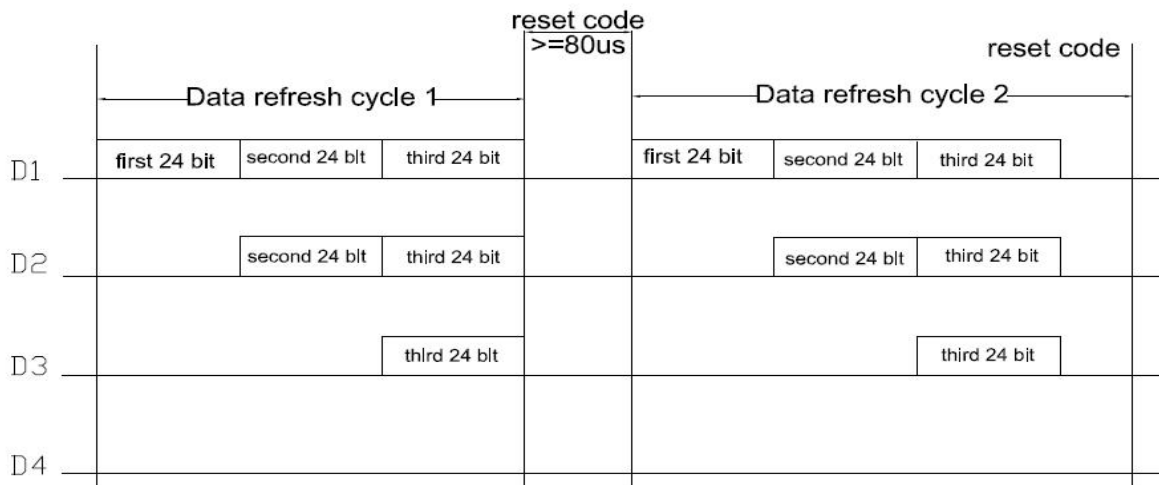 reset code
>=80us
reset code
Data refresh cycle 1
Data refresh cycle 2
D1 first 24 bit second 24 blt third 24 bit first 24 bit second 24 blt third 24 bit
D2 second 24 blt third 24 bit second 24 blt third 24 bit
D3 thlrd 24 blt third 24 bit
D4